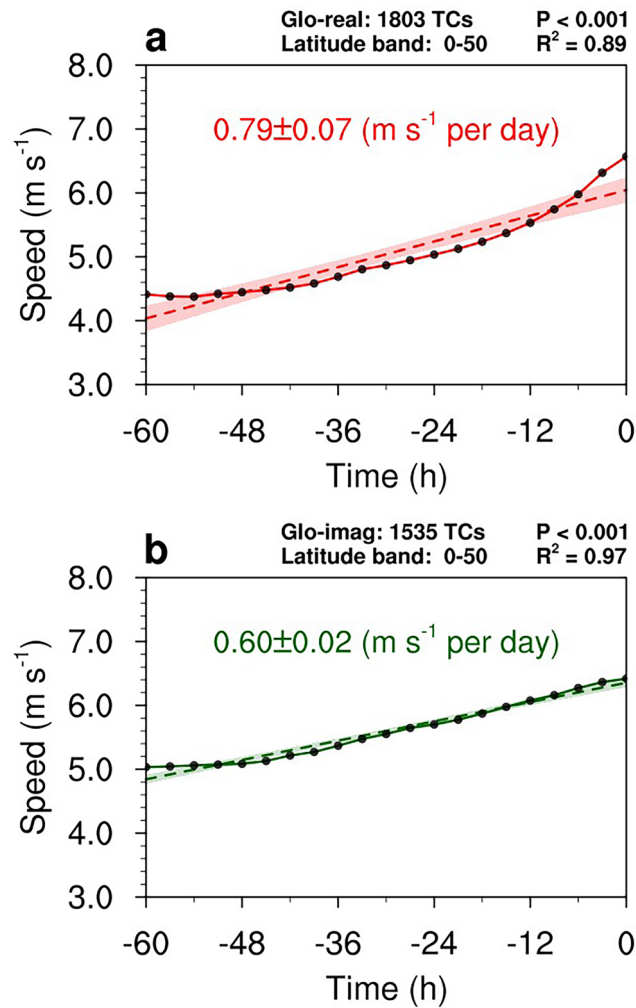 a
Glo-real: 1803 TCs P < 0.001
Latitude band: 0-50 R² = 0.89
8.0
7.0
6.0
5.0
4.0
3.0
Speed (m s⁻¹)
0.79±0.07 (m s⁻¹ per day)
-60 -48 -36 -24 -12 0
Time (h)
b
Glo-imag: 1535 TCs P < 0.001
Latitude band: 0-50 R² = 0.97
8.0
7.0
6.0
5.0
4.0
3.0
Speed (m s⁻¹)
0.60±0.02 (m s⁻¹ per day)
-60 -48 -36 -24 -12 0
Time (h)